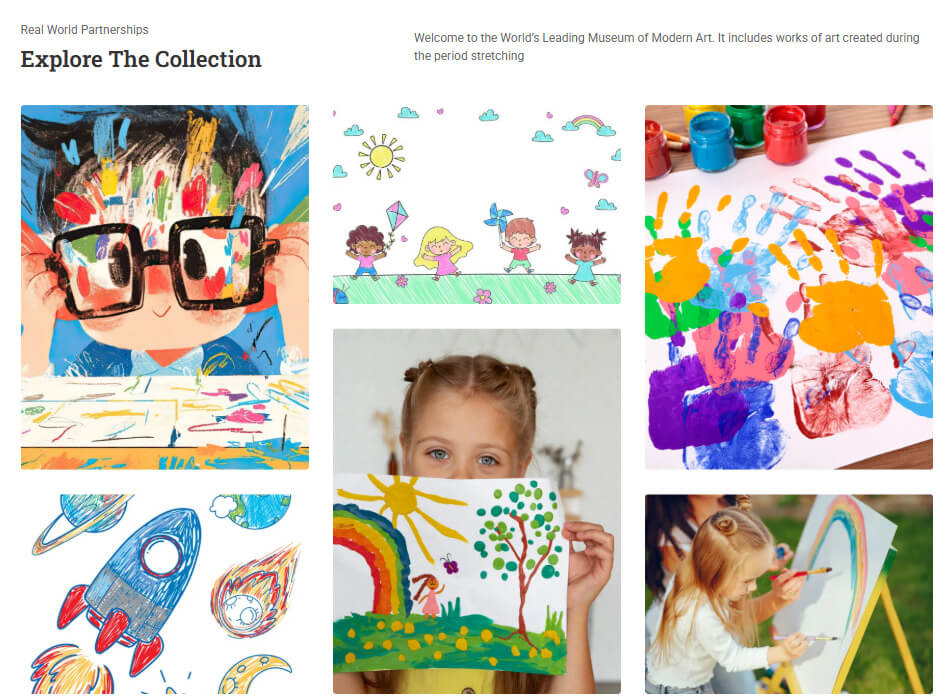 Real World Partnerships
Explore The Collection
Welcome to the World's Leading Museum of Modern Art. It includes works of art created during
the period stretching